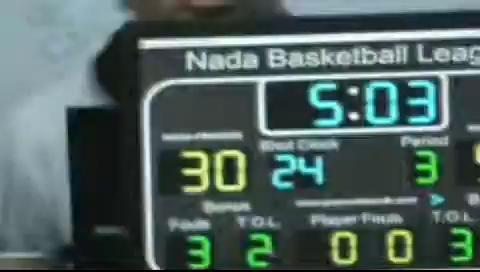 Nada Basketball Leag
5:03
Shot Clock Period
30 24 3
Bonus
Fouls T.O.L. Player Fouls T.O.L.
3 2 0 0 3